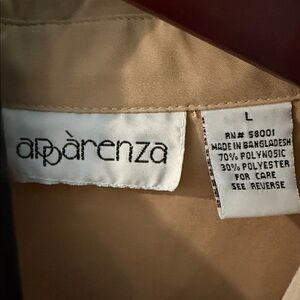 appàrenza
L
RN# 58001
MADE IN BANGLADESH
70% POLYNOSIC
30% POLYESTER
FOR CARE
SEE REVERSE